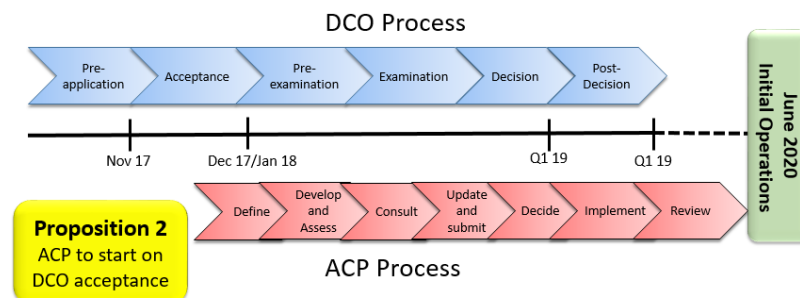 DCO Process
Pre-
application
Acceptance
Pre-
examination
Examination
Decision
Post-
Decision
Nov 17
Dec 17/Jan 18
Q1 19
Q1 19
June 2020
Initial Operations
Define
Develop
and
Assess
Consult
Update
and
submit
Decide
Implement
Review
Proposition 2
ACP to start on
DCO acceptance
ACP Process